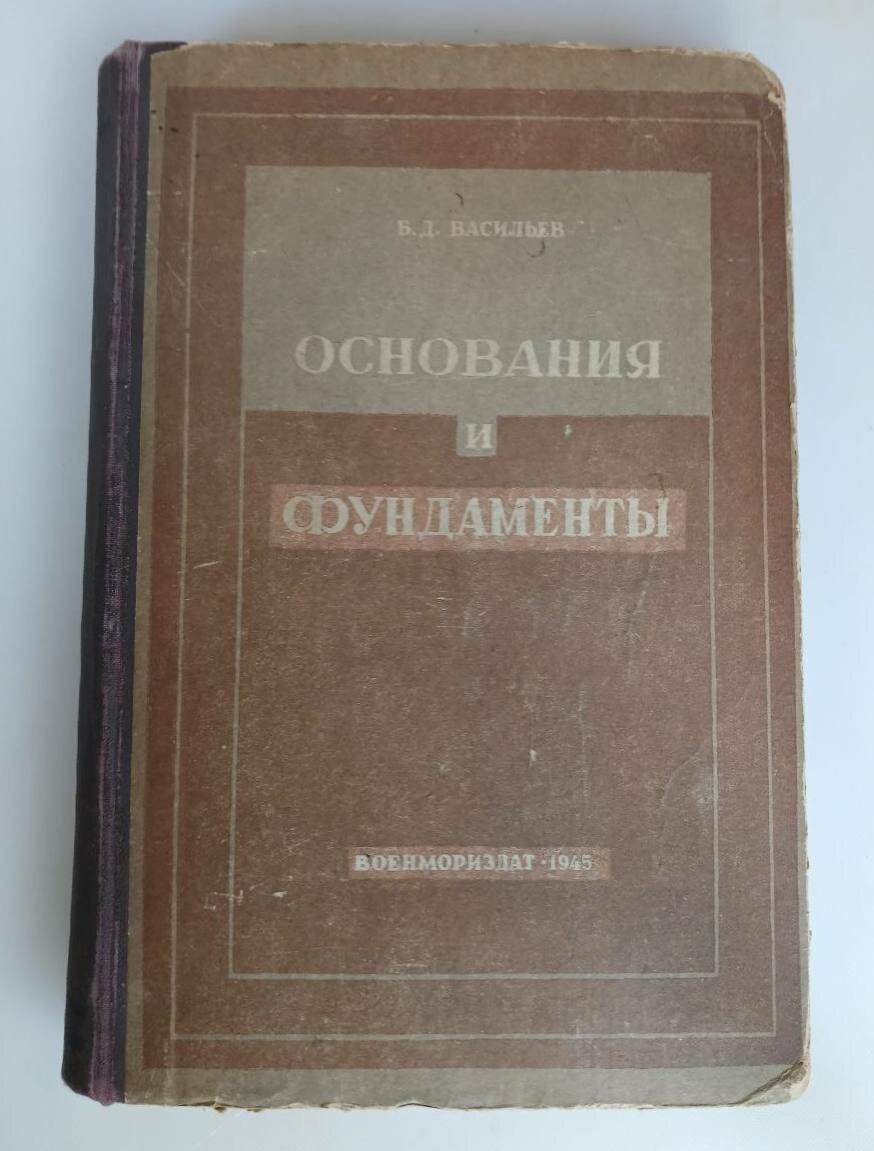 Б.Д. ВАСИЛЬЕВ
ОСНОВАНИЯ
И
ФУНДАМЕНТЫ
ВОЕНМОРИЗДАТ · 1945